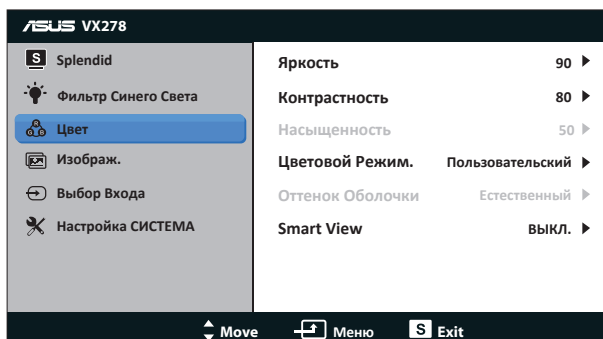 ASUS VX278
S Splendid
Фильтр Синего Света
Цвет
Изображ.
Выбор Входа
Настройка СИСТЕМА
Яркость 90
Контрастность 80
Насыщенность 50
Цветовой Режим. Пользовательский
Оттенок Оболочки Естественный
Smart View ВЫКЛ.
Move Меню S Exit